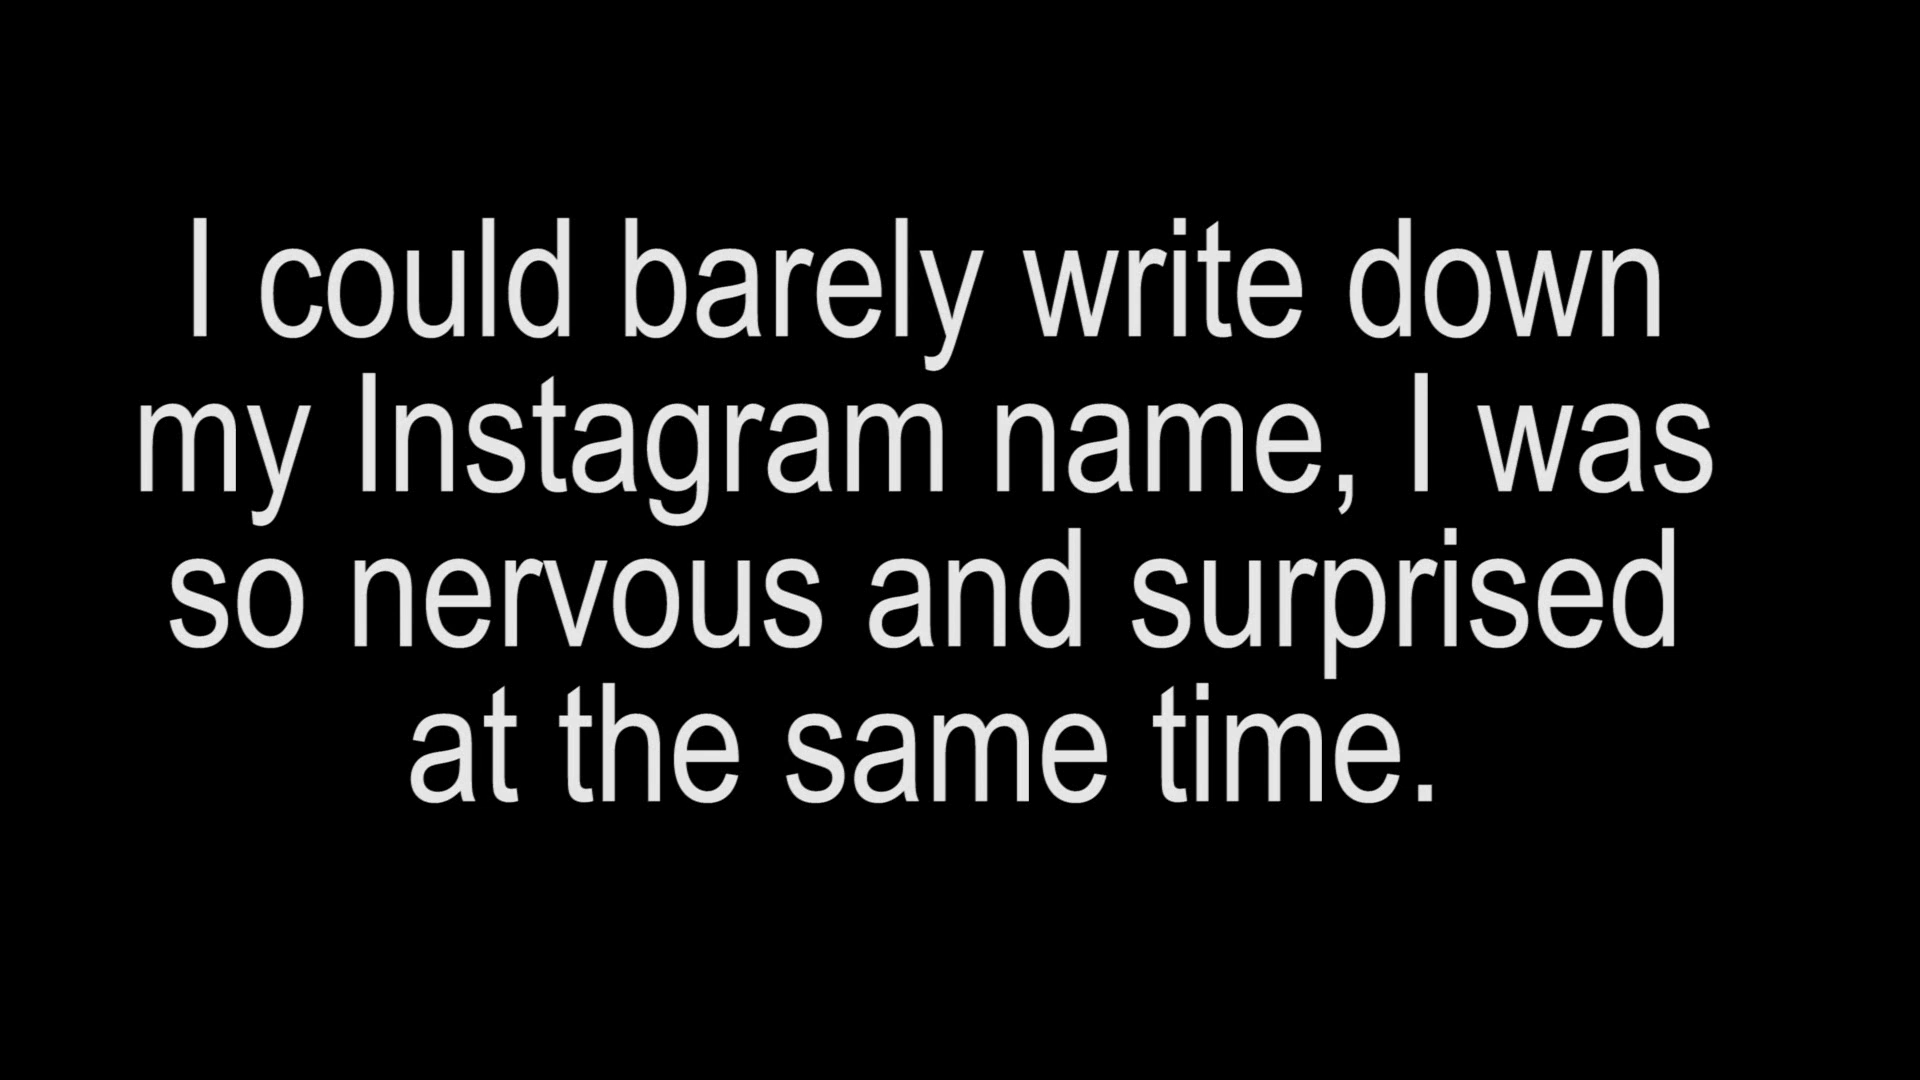 I could barely write down
my Instagram name, I was
so nervous and surprised
at the same time.